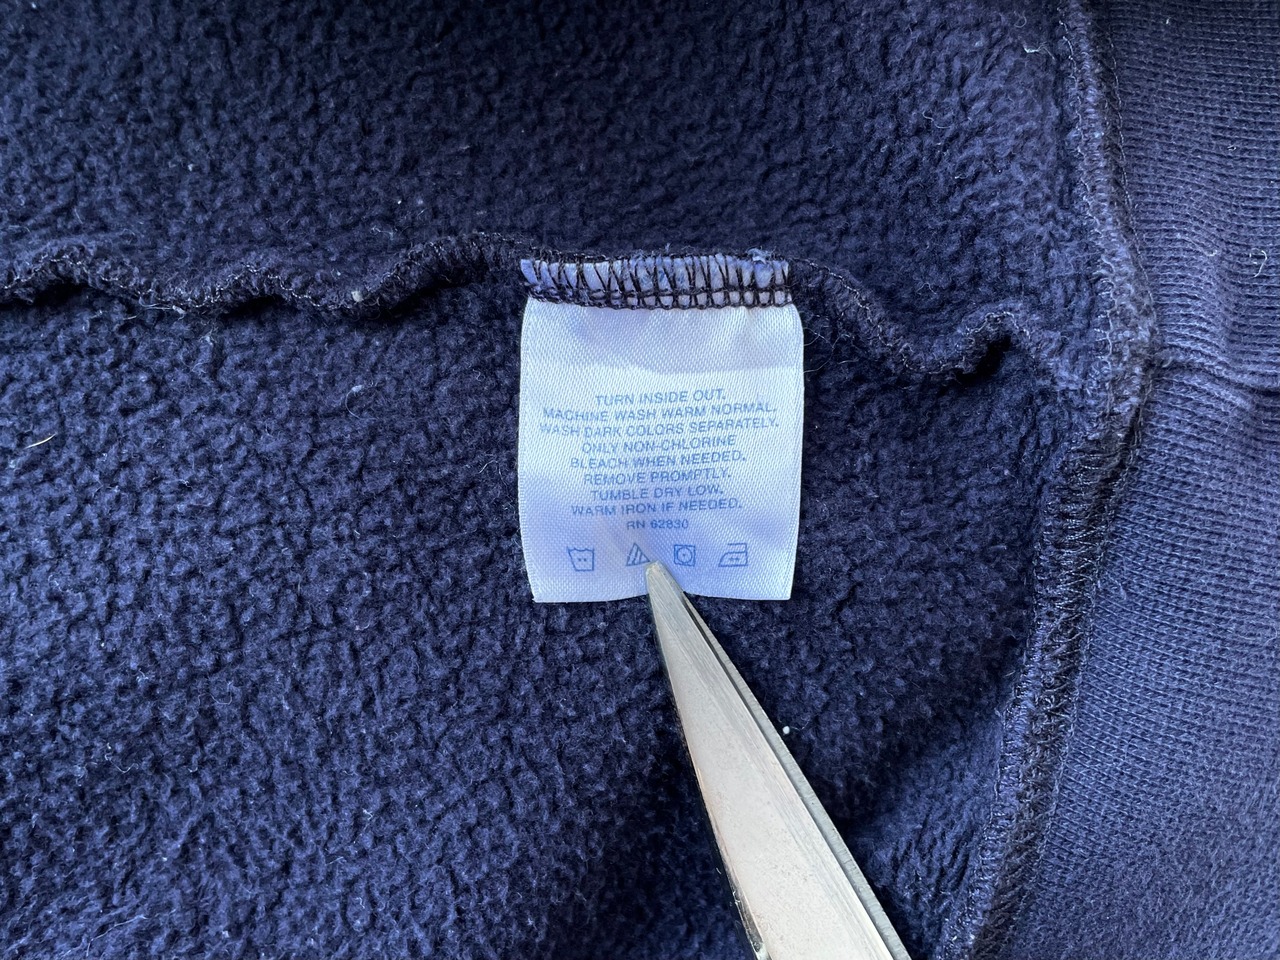 TURN INSIDE OUT.
MACHINE WASH WARM NORMAL.
WASH DARK COLORS SEPARATELY.
ONLY NON-CHLORINE
BLEACH WHEN NEEDED.
REMOVE PROMPTLY.
TUMBLE DRY LOW.
WARM IRON IF NEEDED.
RN 62830